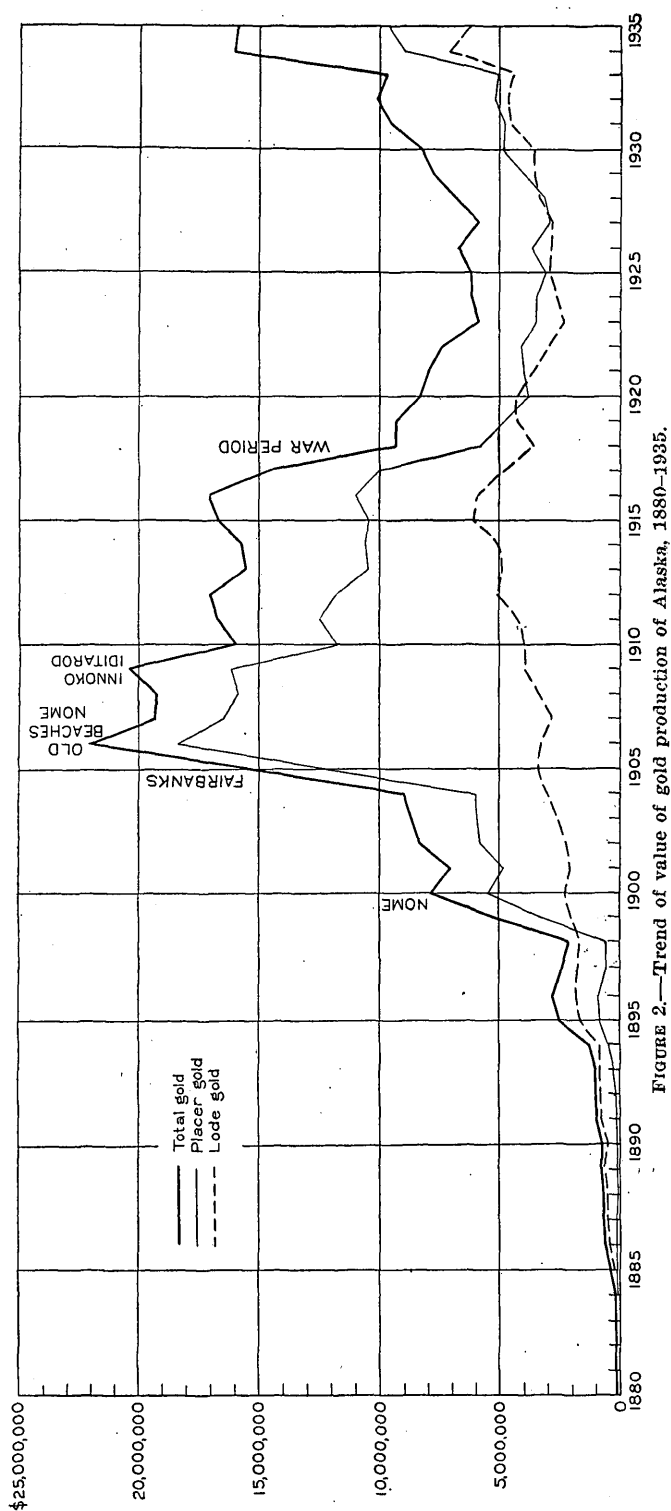 $25,000,000
20,000,000
15,000,000
10,000,000
5,000,000
0
Total gold
Placer gold
Lode gold
NOME
FAIRBANKS
OLD
BEACHES
NOME
INNOKO
IDITAROD
WAR PERIOD
1880
1885
1890
1895
1900
1905
1910
1915
1920
1925
1930
1935
FIGURE 2.—Trend of value of gold production of Alaska, 1880–1935.